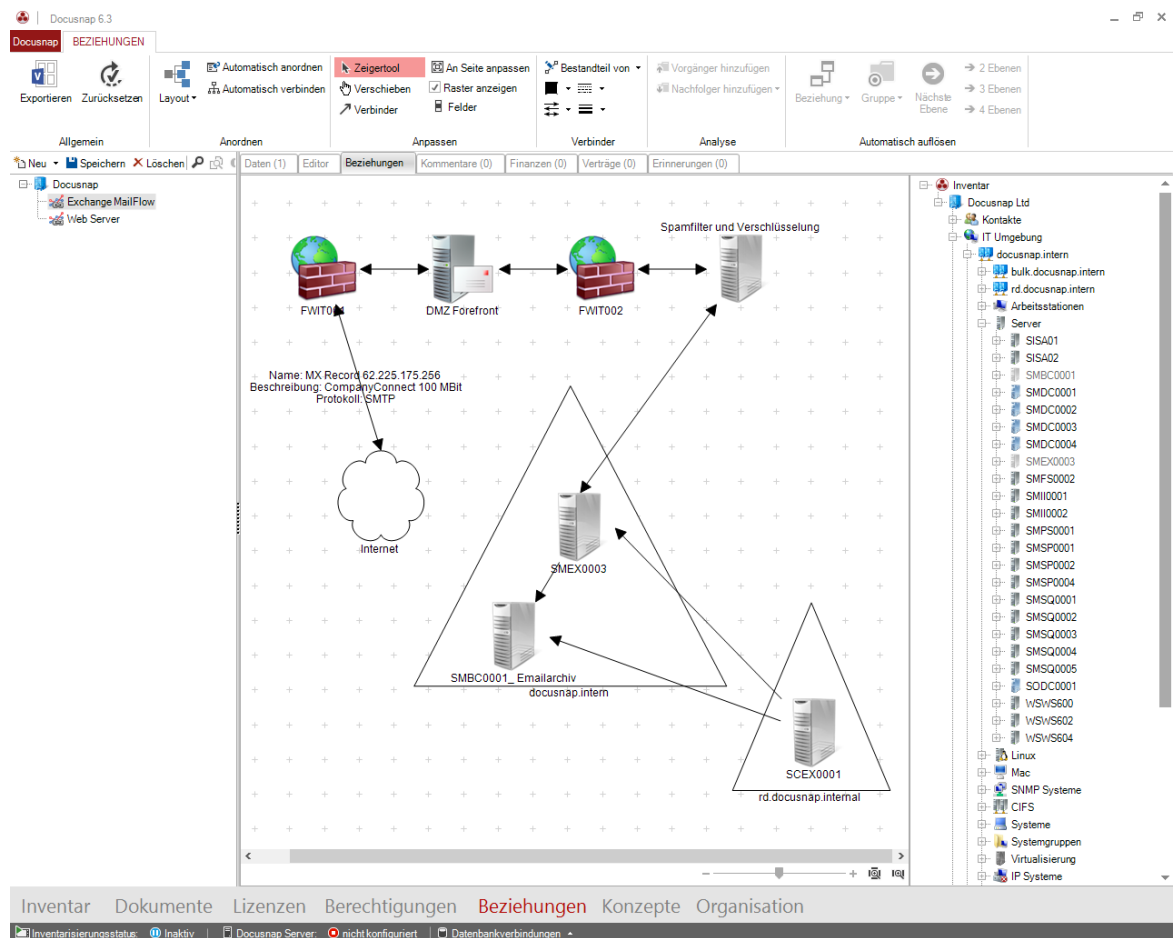 Docusnap 6.3
Docusnap BEZIEHUNGEN
Exportieren Zurücksetzen Layout Automatisch anordnen Zeigertool An Seite anpassen Bestandteil von Vorgänger hinzufügen Beziehung Gruppe Nächste Ebene 2 Ebenen
Automatisch verbinden Verschieben Raster anzeigen Nachfolger hinzufügen 3 Ebenen
Verbinder Felder 4 Ebenen
Allgemein Anordnen Anpassen Verbinder Analyse Automatisch auflösen
Neu Speichern Löschen Daten (1) Editor Beziehungen Kommentare (0) Finanzen (0) Verträge (0) Erinnerungen (0)
Docusnap
Exchange MailFlow
Web Server
Spamfilter und Verschlüsselung
FWIT001 DMZ Forefront FWIT002
Name: MX Record 62.225.175.256
Beschreibung: CompanyConnect 100 MBit
Protokoll: SMTP
Internet
SMEX0003
SMBC0001_ Emailarchiv
docusnap.intern
SCEX0001
rd.docusnap.internal
Inventar
Docusnap Ltd
Kontakte
IT Umgebung
docusnap.intern
bulk.docusnap.intern
rd.docusnap.intern
Arbeitsstationen
Server
SISA01
SISA02
SMBC0001
SMDC0001
SMDC0002
SMDC0003
SMDC0004
SMEX0003
SMFS0002
SMII0001
SMII0002
SMPS0001
SMSP0001
SMSP0002
SMSP0004
SMSQ0001
SMSQ0002
SMSQ0003
SMSQ0004
SMSQ0005
SODC0001
WSWS600
WSWS602
WSWS604
Linux
Mac
SNMP Systeme
CIFS
Systeme
Systemgruppen
Virtualisierung
IP Systeme
Inventar Dokumente Lizenzen Berechtigungen Beziehungen Konzepte Organisation
Inventarisierungsstatus: Inaktiv Docusnap Server: nicht konfiguriert Datenbankverbindungen